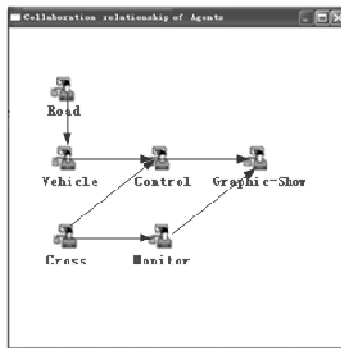 Collaboration relationship of Agents
Road
Vehicle Control Graphic-Show
Cross Monitor